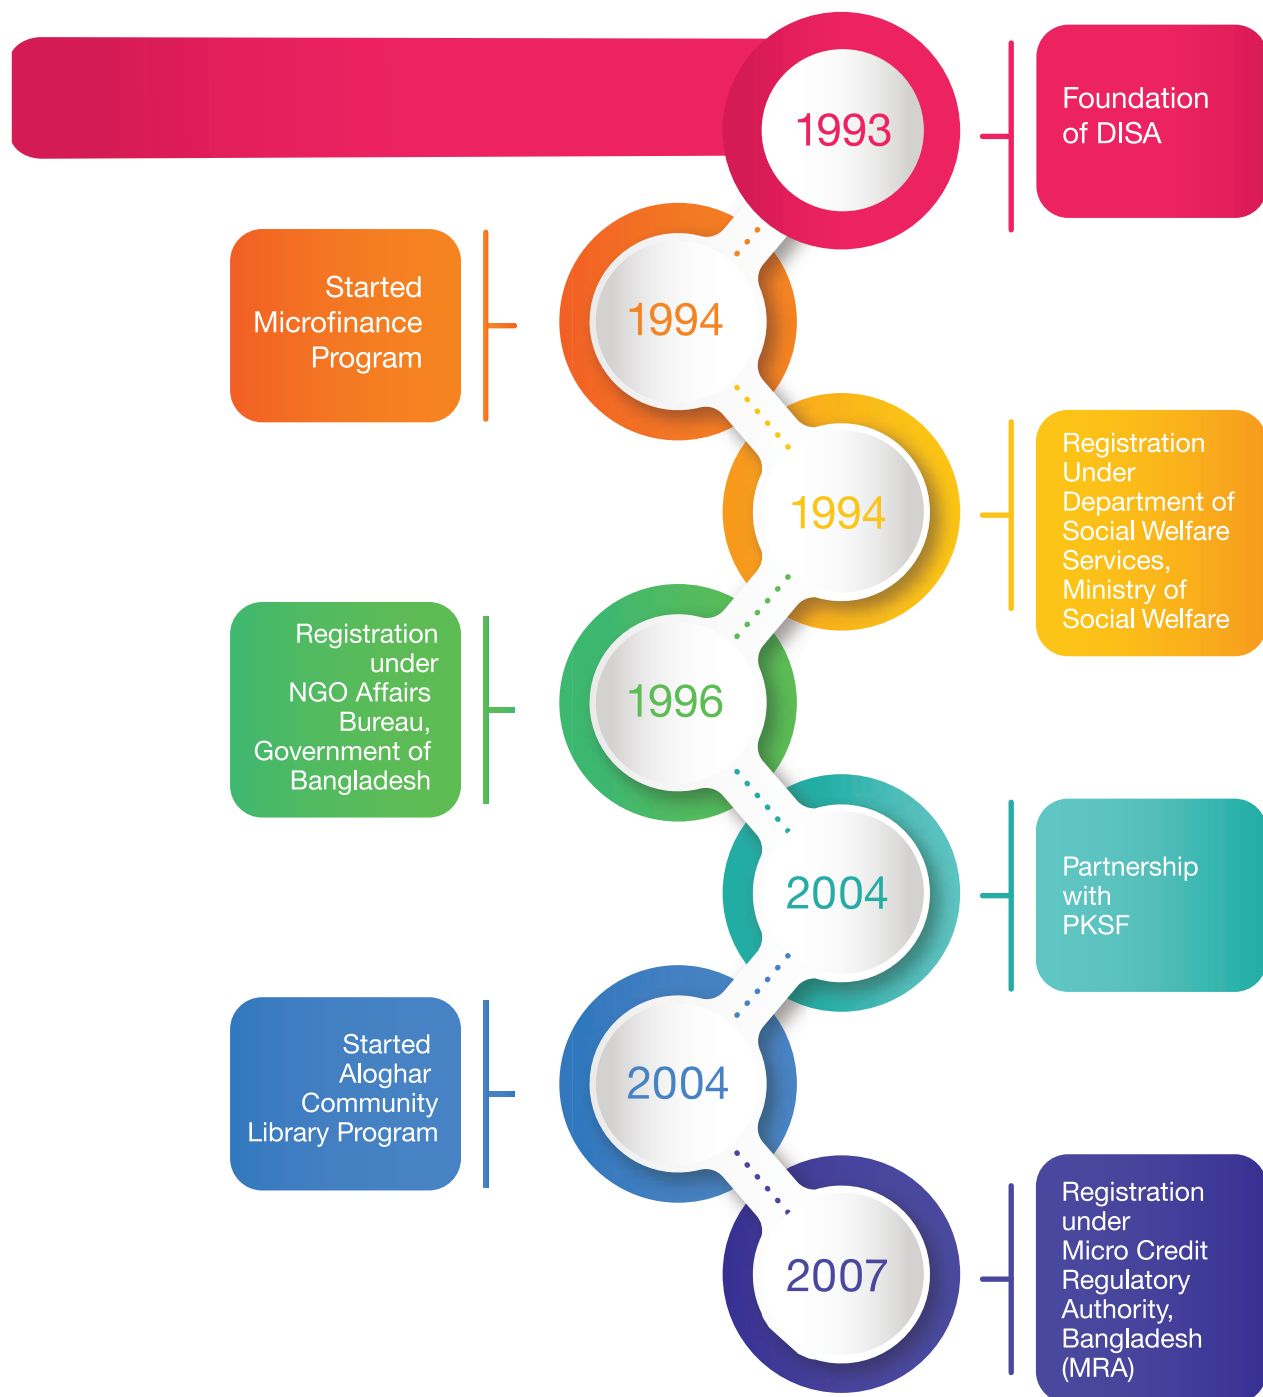 1993
Foundation
of DISA
Started
Microfinance
Program
1994
1994
Registration
Under
Department of
Social Welfare
Services,
Ministry of
Social Welfare
Registration
under
NGO Affairs
Bureau,
Government of
Bangladesh
1996
2004
Partnership
with
PKSF
Started
Aloghar
Community
Library Program
2004
2007
Registration
under
Micro Credit
Regulatory
Authority,
Bangladesh
(MRA)